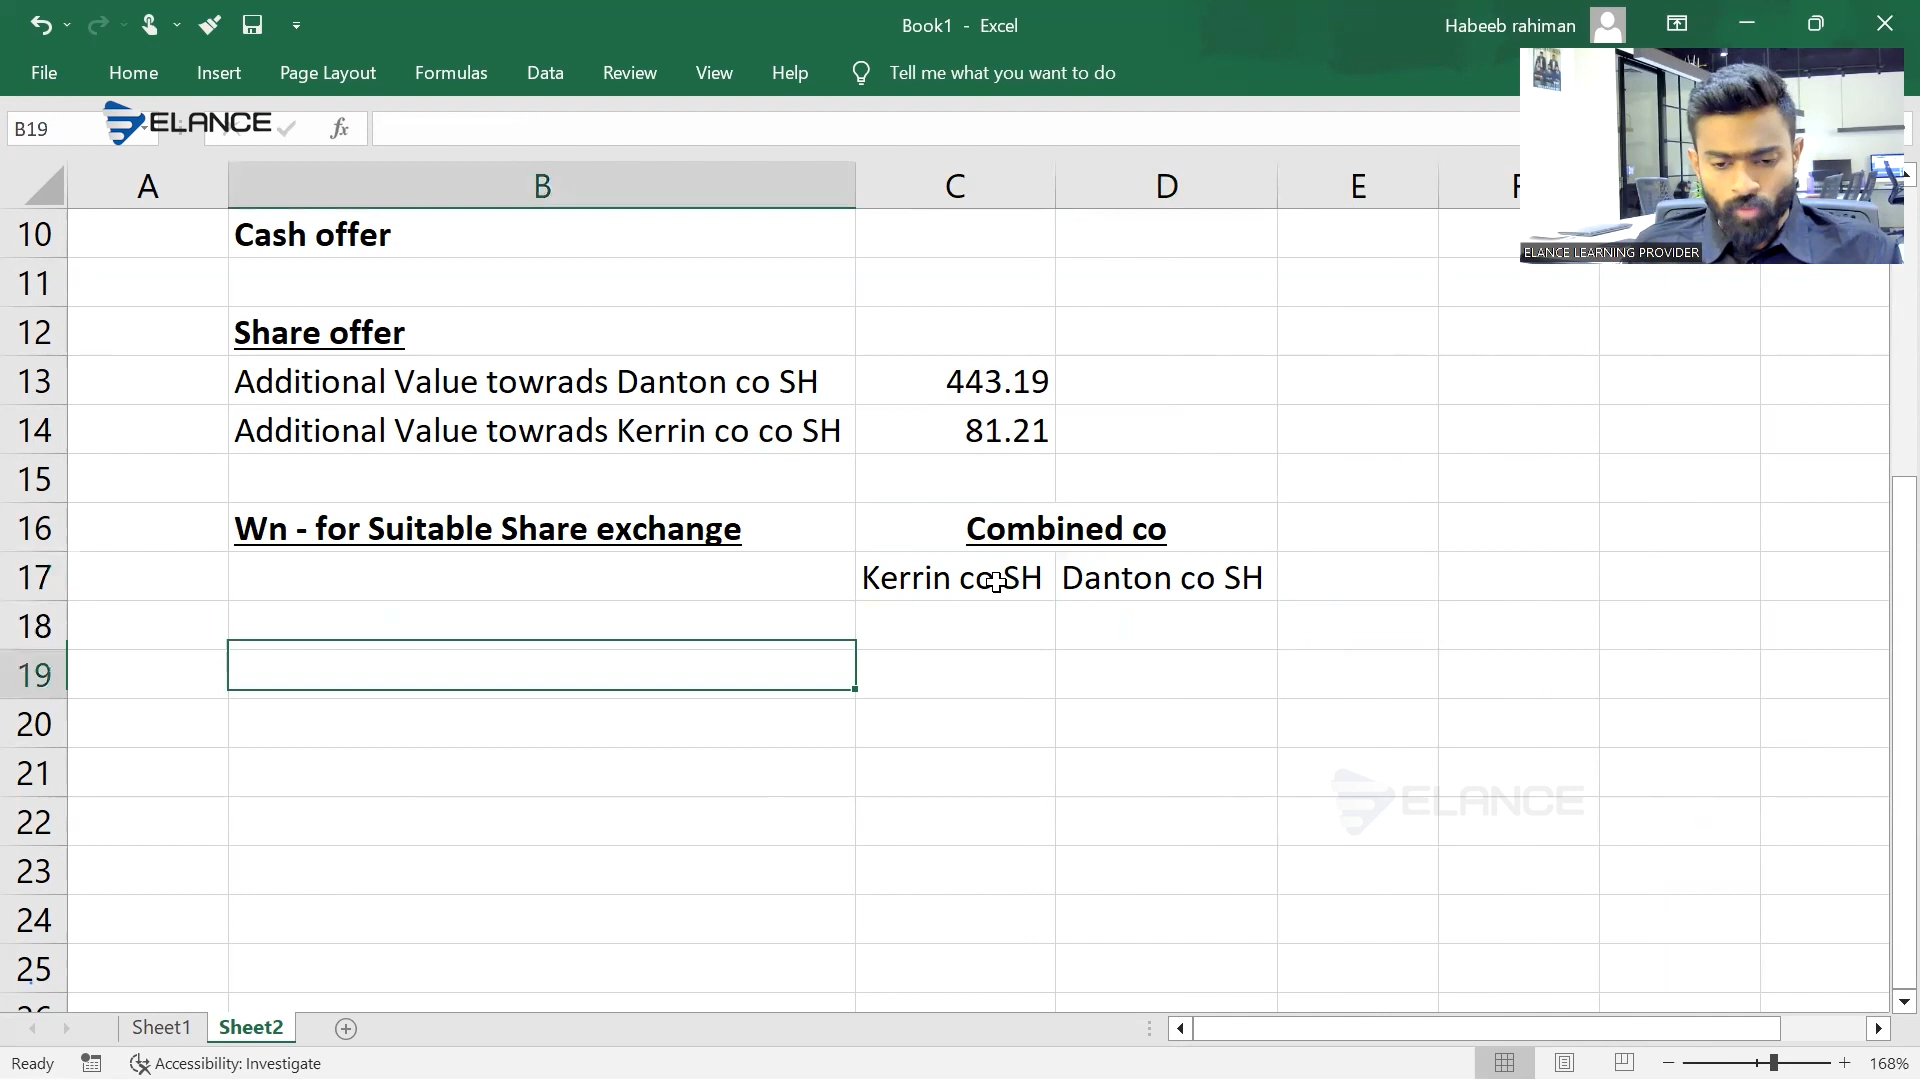 Book1 - Excel
Habeeb rahiman
File Home Insert Page Layout Formulas Data Review View Help Tell me what you want to do
B19
ELANCE
fx
A B C D E
ELANCE LEARNING PROVIDER
10 Cash offer
11
12 Share offer
13 Additional Value towrads Danton co SH 443.19
14 Additional Value towrads Kerrin co co SH 81.21
15
16 Wn - for Suitable Share exchange Combined co
17 Kerrin co SH Danton co SH
18
19
20
21
22
ELANCE
23
24
25
Sheet1 Sheet2
Ready Accessibility: Investigate 168%